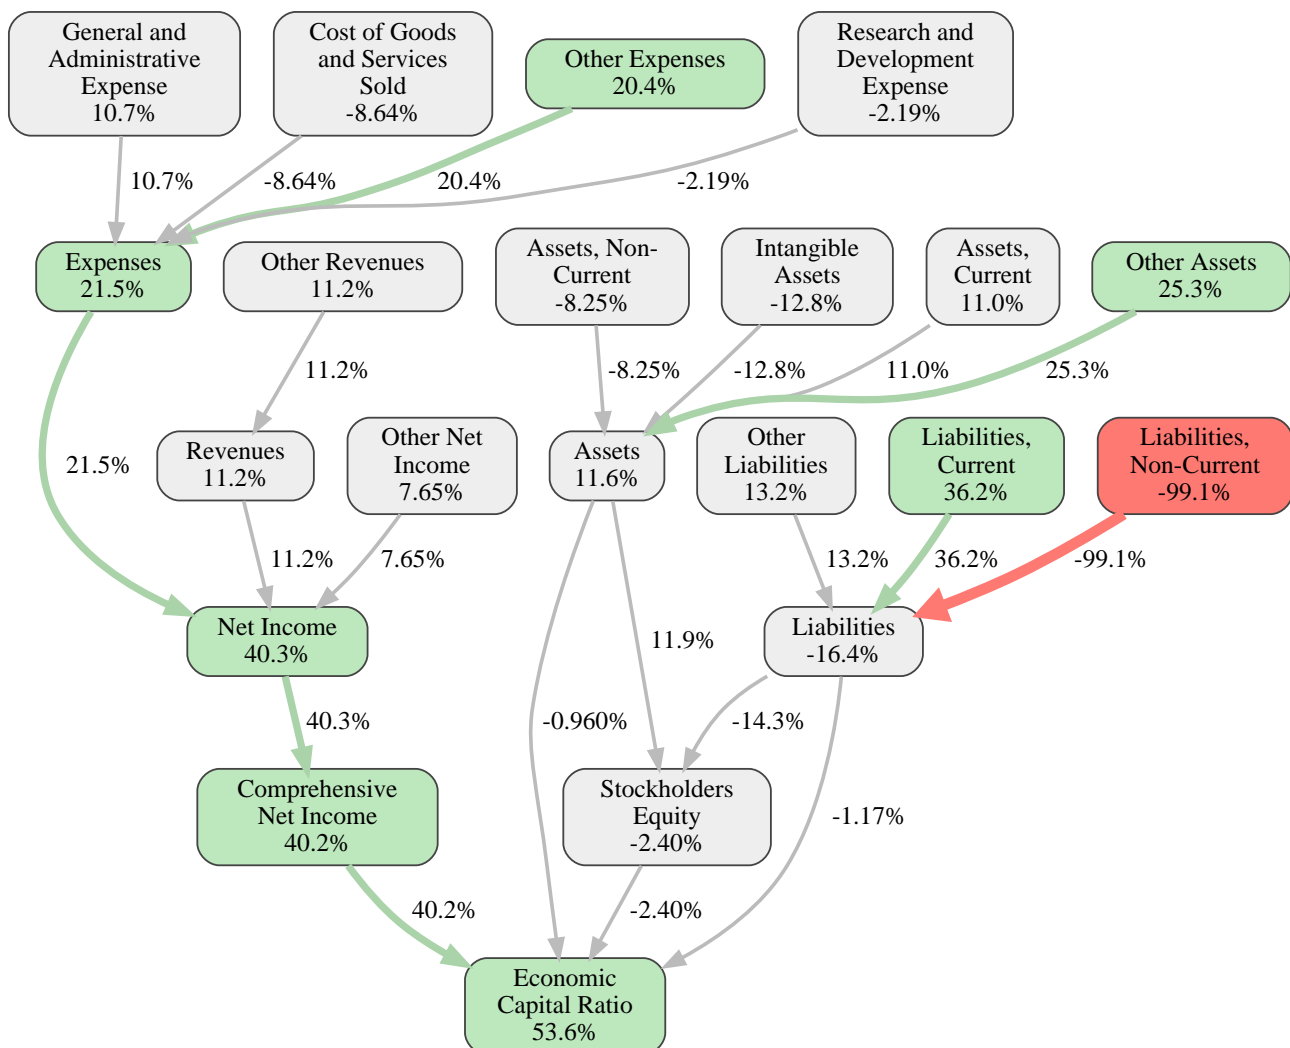 General and
Administrative
Expense
10.7%
Cost of Goods
and Services
Sold
-8.64%
Other Expenses
20.4%
Research and
Development
Expense
-2.19%
10.7%
-8.64%
20.4%
-2.19%
Expenses
21.5%
Other Revenues
11.2%
Assets, Non-
Current
-8.25%
Intangible
Assets
-12.8%
Assets,
Current
11.0%
Other Assets
25.3%
11.2%
-8.25%
-12.8%
11.0%
25.3%
21.5%
Revenues
11.2%
Other Net
Income
7.65%
Assets
11.6%
Other
Liabilities
13.2%
Liabilities,
Current
36.2%
Liabilities,
Non-Current
-99.1%
11.2%
7.65%
13.2%
36.2%
-99.1%
Net Income
40.3%
11.9%
Liabilities
-16.4%
40.3%
-0.960%
-14.3%
Comprehensive
Net Income
40.2%
Stockholders
Equity
-2.40%
-1.17%
40.2%
-2.40%
Economic
Capital Ratio
53.6%